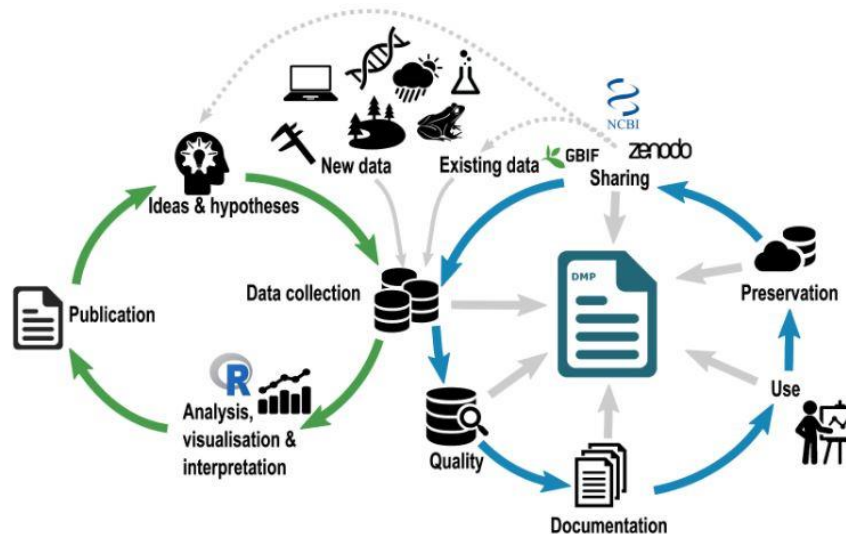 NCBI
zenodo
GBIF
New data
Existing data
Sharing
Ideas & hypotheses
DMP
Data collection
Preservation
Publication
R
Analysis,
visualisation &
interpretation
Use
Quality
Documentation